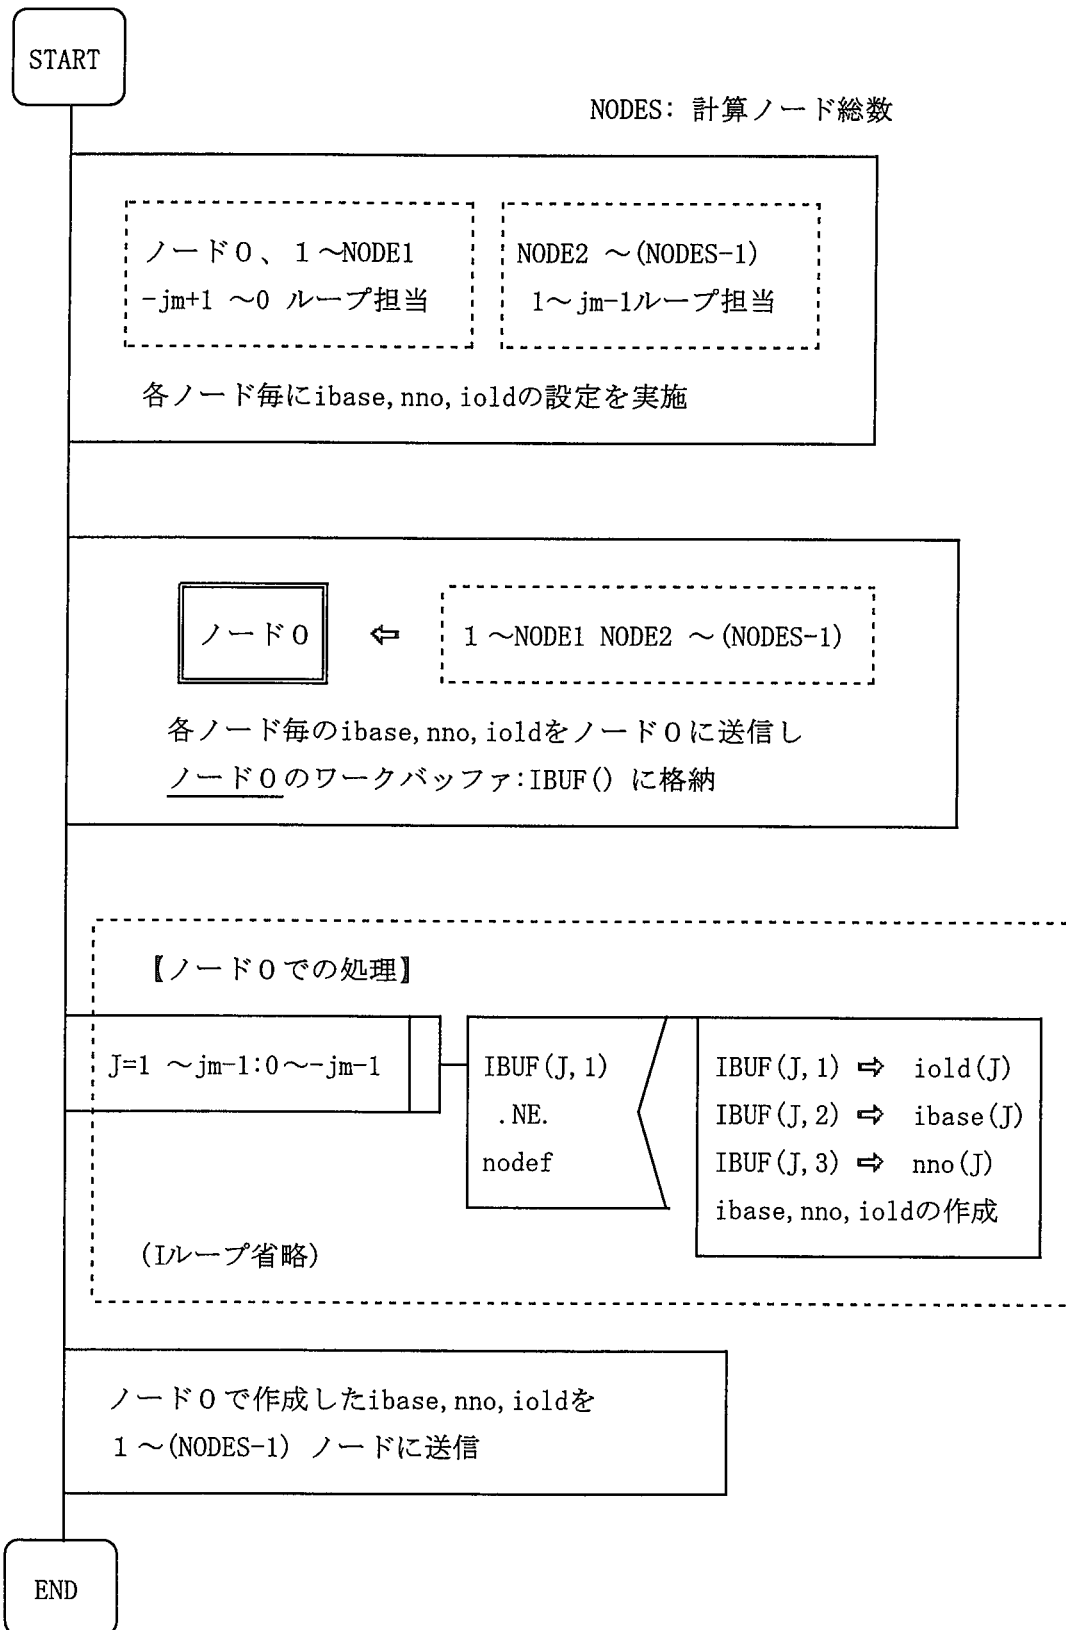 START
NODES: 計算ノード総数
ノード０、１～NODE1
-jm+1 ～0 ループ担当
NODE2 ～(NODES-1)
1～jm-1ループ担当
各ノード毎にibase,nno,ioldの設定を実施
ノード０
⇦
１～NODE1 NODE2 ～(NODES-1)
各ノード毎のibase,nno,ioldをノード０に送信し
ノード０のワークバッファ:IBUF() に格納
【ノード０での処理】
J=1 ～jm-1:0～-jm-1
IBUF(J,1)
.NE.
nodef
IBUF(J,1) ⇨ iold(J)
IBUF(J,2) ⇨ ibase(J)
IBUF(J,3) ⇨ nno(J)
ibase,nno,ioldの作成
(Iループ省略)
ノード０で作成したibase,nno,ioldを
１～(NODES-1) ノードに送信
END